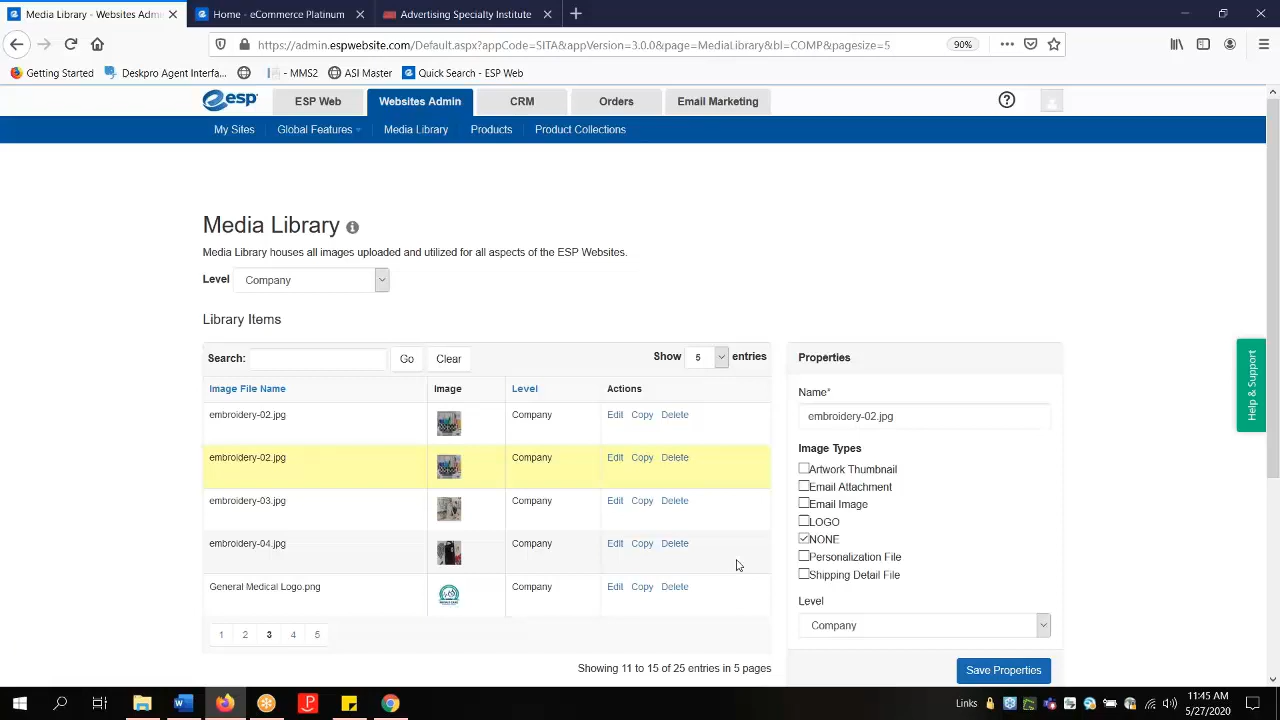 Media Library - Websites Admi
Home - eCommerce Platinum
Advertising Specialty Institute
https://admin.espwebsite.com/Default.aspx?appCode=SITA&appVersion=3.0.0&page=MediaLibrary&bl=COMP&pagesize=5
90%
Getting Started
Deskpro Agent Interfa...
- MMS2
ASI Master
Quick Search - ESP Web
esp
ESP Web
Websites Admin
CRM
Orders
Email Marketing
My Sites
Global Features
Media Library
Products
Product Collections
Media Library
Media Library houses all images uploaded and utilized for all aspects of the ESP Websites.
Level Company
Library Items
Search: Go Clear Show 5 entries
Image File Name Image Level Actions
embroidery-02.jpg Company Edit Copy Delete
embroidery-02.jpg Company Edit Copy Delete
embroidery-03.jpg Company Edit Copy Delete
embroidery-04.jpg Company Edit Copy Delete
General Medical Logo.png Company Edit Copy Delete
1 2 3 4 5
Showing 11 to 15 of 25 entries in 5 pages
Properties
Name*
embroidery-02.jpg
Image Types
Artwork Thumbnail
Email Attachment
Email Image
LOGO
NONE
Personalization File
Shipping Detail File
Level
Company
Save Properties
Help & Support
Links
11:45 AM
5/27/2020